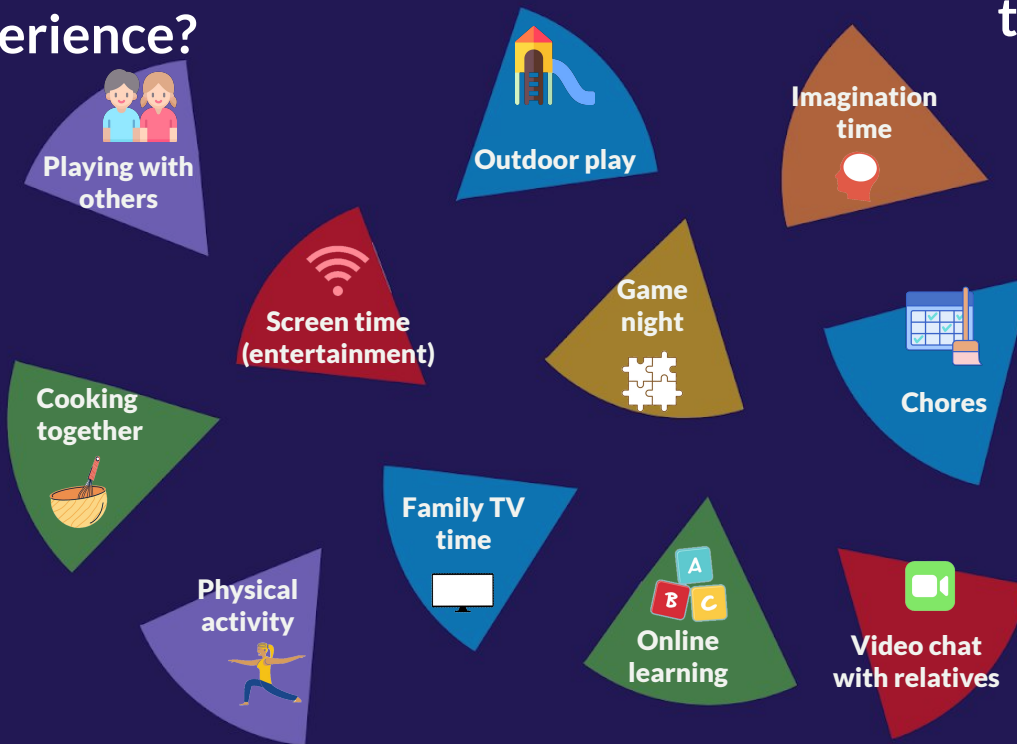 erience?
t
Playing with
others
Outdoor play
Imagination
time
Screen time
(entertainment)
Game
night
Chores
Cooking
together
Family TV
time
Physical
activity
A
B C
Online
learning
Video chat
with relatives